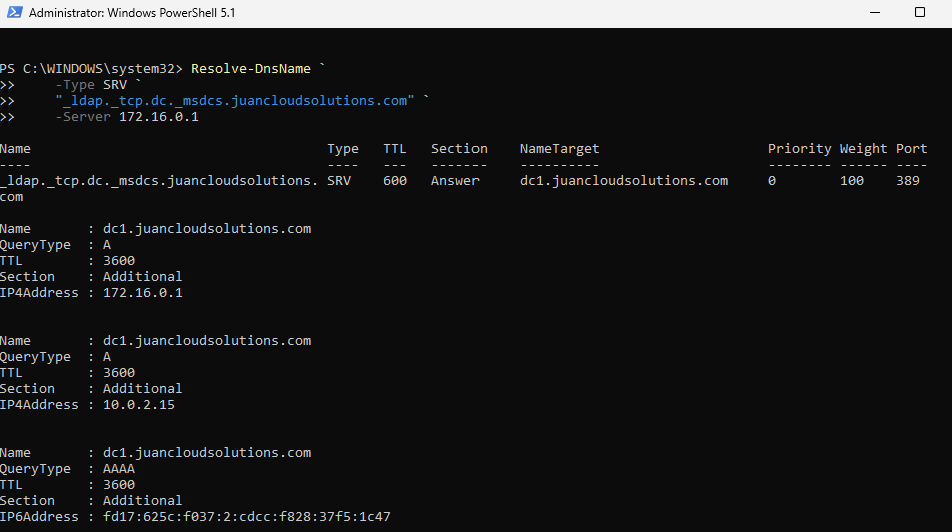 Administrator: Windows PowerShell 5.1
PS C:\WINDOWS\system32> Resolve-DnsName `
>>     -Type SRV `
>>     "_ldap._tcp.dc._msdcs.juancloudsolutions.com" `
>>     -Server 172.16.0.1
Name                                     Type   TTL   Section    NameTarget                     Priority Weight Port
----                                     ----   ---   -------    ----------                     -------- ------ ----
_ldap._tcp.dc._msdcs.juancloudsolutions. SRV    600   Answer     dc1.juancloudsolutions.com     0        100    389
com
Name       : dc1.juancloudsolutions.com
QueryType  : A
TTL        : 3600
Section    : Additional
IP4Address : 172.16.0.1
Name       : dc1.juancloudsolutions.com
QueryType  : A
TTL        : 3600
Section    : Additional
IP4Address : 10.0.2.15
Name       : dc1.juancloudsolutions.com
QueryType  : AAAA
TTL        : 3600
Section    : Additional
IP6Address : fd17:625c:f037:2:cdcc:f828:37f5:1c47